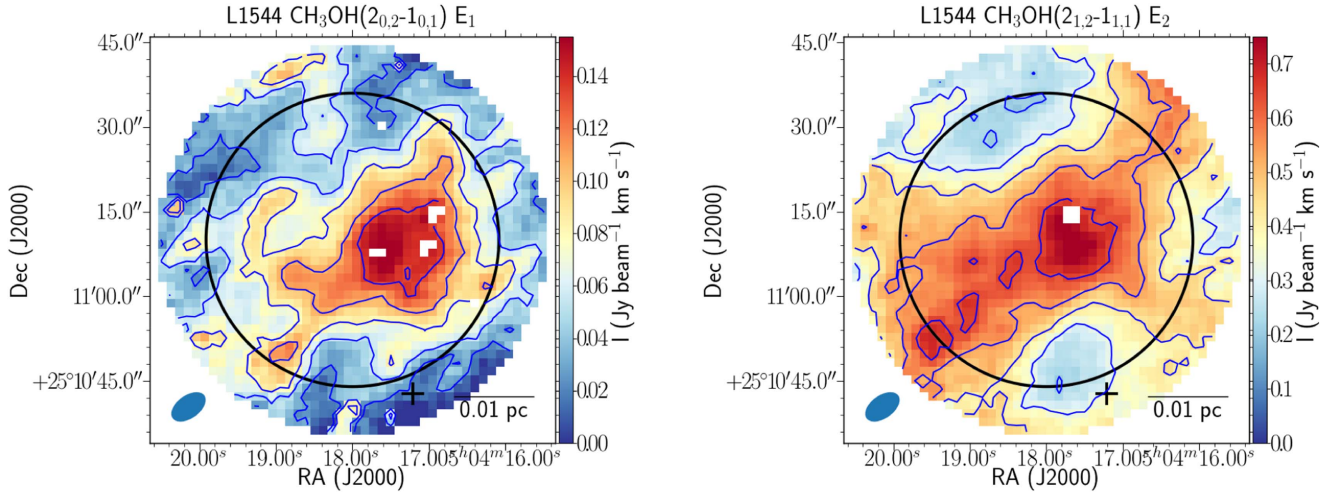 L1544 CH₃OH(2₀,₂-1₀,₁) E₁
45.0″
30.0″
15.0″
11′00.0″
+25°10′45.0″
Dec (J2000)
20.00ˢ 19.00ˢ 18.00ˢ 17.00ˢ5ʰ04ᵐ16.00ˢ
RA (J2000)
0.01 pc
0.14
0.12
0.10
0.08
0.06
0.04
0.02
0.00
I (Jy beam⁻¹ km s⁻¹)
L1544 CH₃OH(2₁,₂-1₁,₁) E₂
45.0″
30.0″
15.0″
11′00.0″
+25°10′45.0″
Dec (J2000)
20.00ˢ 19.00ˢ 18.00ˢ 17.00ˢ5ʰ04ᵐ16.00ˢ
RA (J2000)
0.01 pc
0.7
0.6
0.5
0.4
0.3
0.2
0.1
0.0
I (Jy beam⁻¹ km s⁻¹)